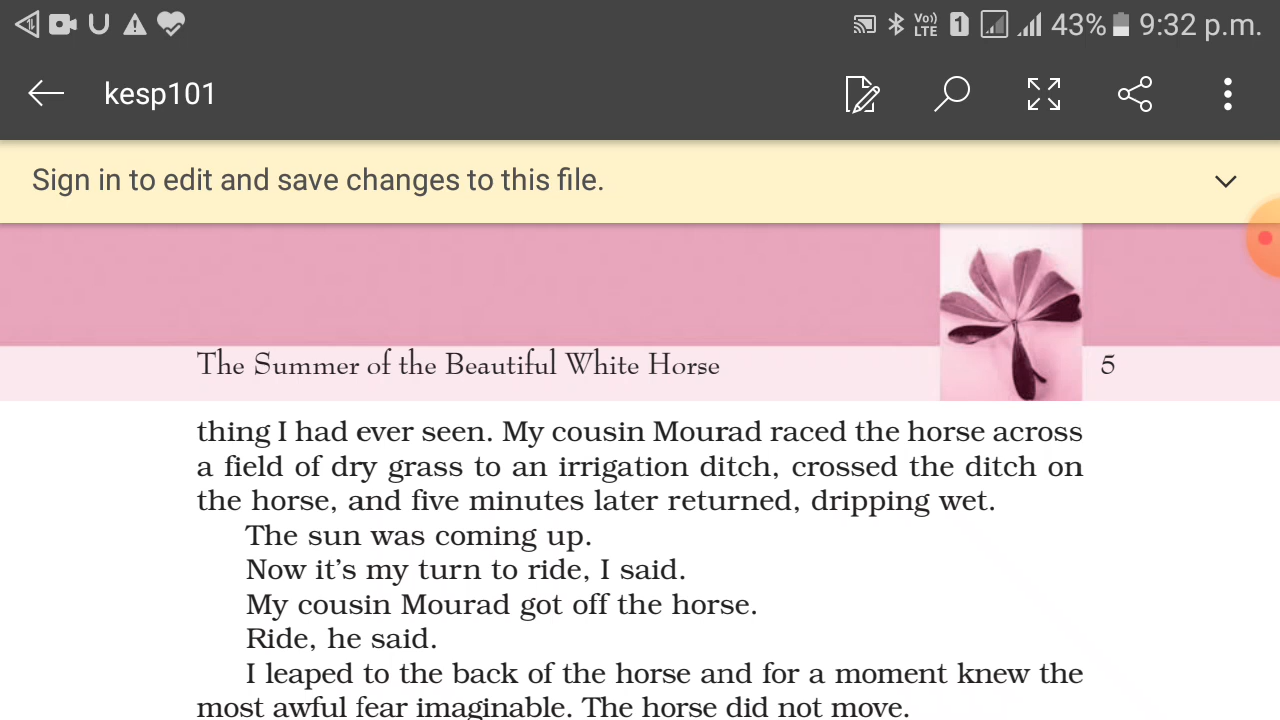 Vo))
LTE
1
43%
9:32 p.m.
kesp101
Sign in to edit and save changes to this file.
The Summer of the Beautiful White Horse
5
thing I had ever seen. My cousin Mourad raced the horse across
a field of dry grass to an irrigation ditch, crossed the ditch on
the horse, and five minutes later returned, dripping wet.
The sun was coming up.
Now it’s my turn to ride, I said.
My cousin Mourad got off the horse.
Ride, he said.
I leaped to the back of the horse and for a moment knew the
most awful fear imaginable. The horse did not move.